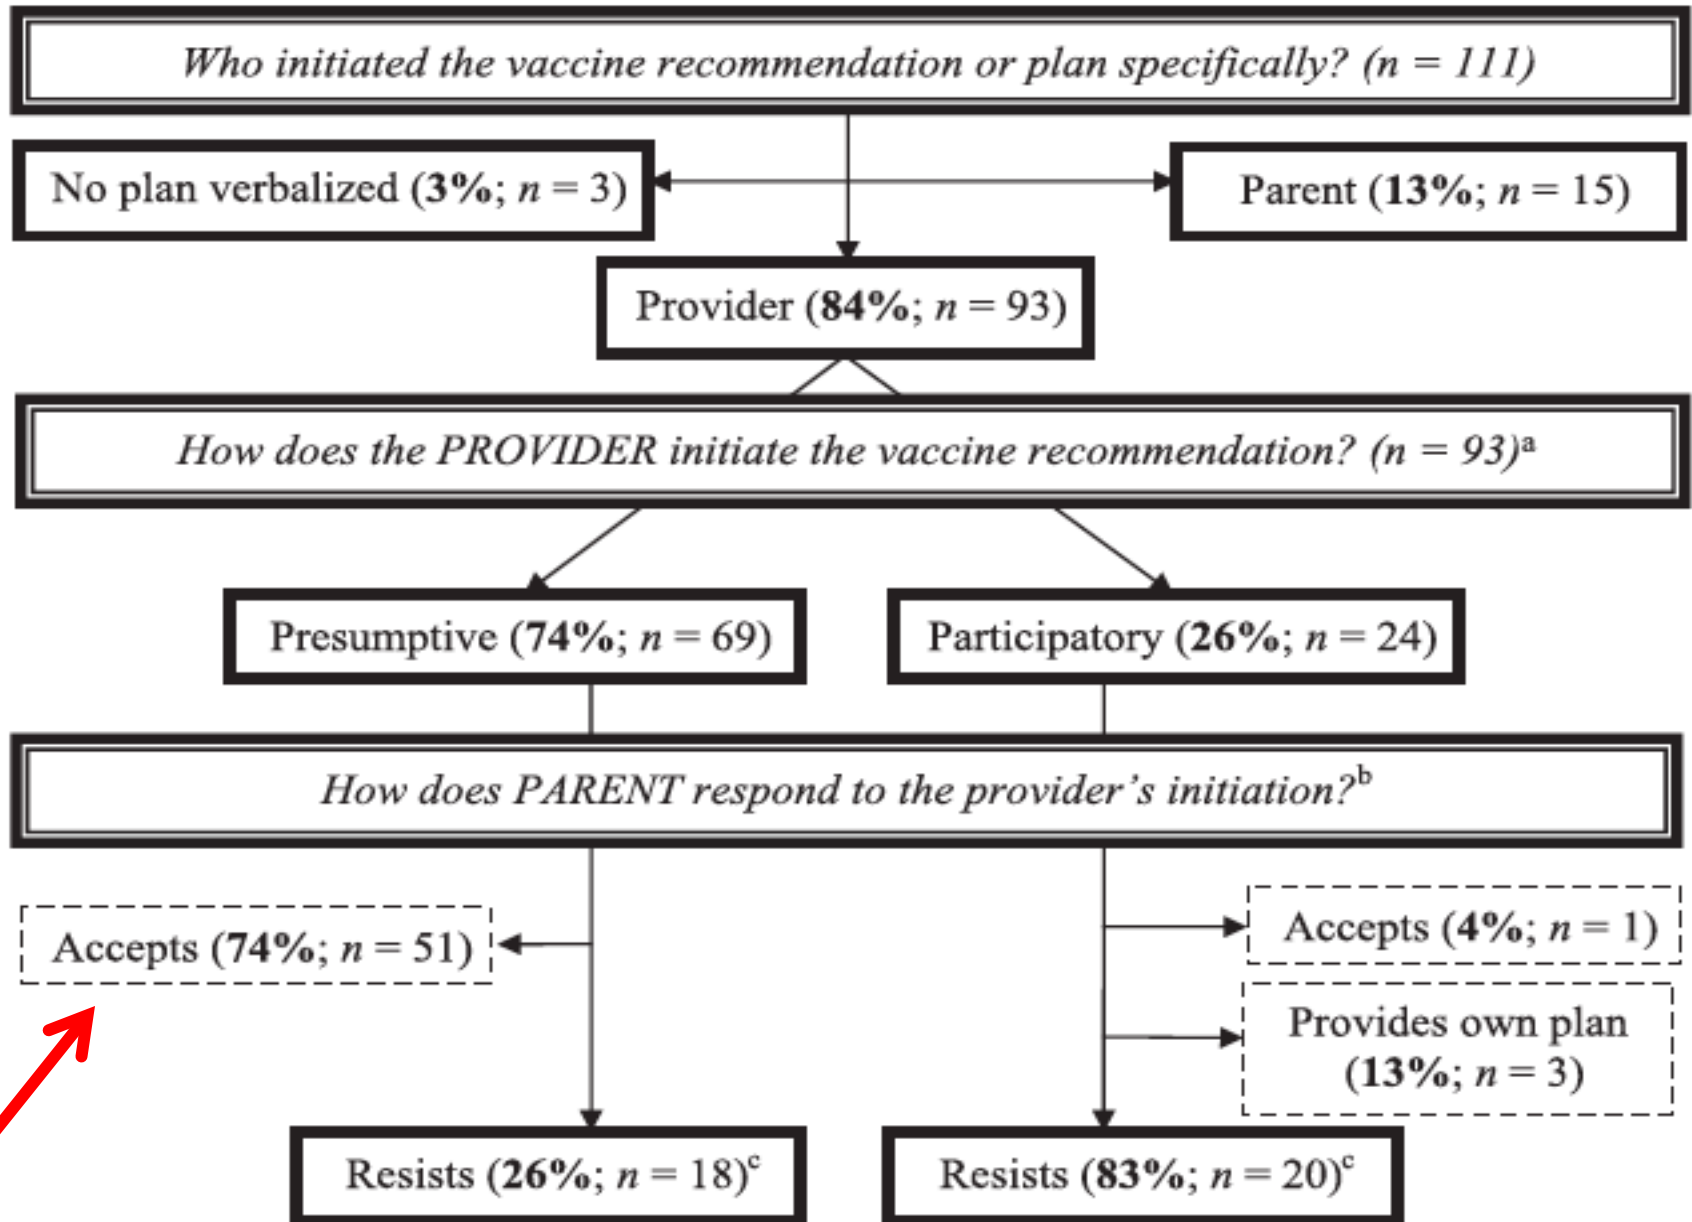 Who initiated the vaccine recommendation or plan specifically? (n = 111)
No plan verbalized (3%; n = 3)
Parent (13%; n = 15)
Provider (84%; n = 93)
How does the PROVIDER initiate the vaccine recommendation? (n = 93)ᵃ
Presumptive (74%; n = 69)
Participatory (26%; n = 24)
How does PARENT respond to the provider’s initiation?ᵇ
Accepts (74%; n = 51)
Accepts (4%; n = 1)
Provides own plan
(13%; n = 3)
Resists (26%; n = 18)ᶜ
Resists (83%; n = 20)ᶜ